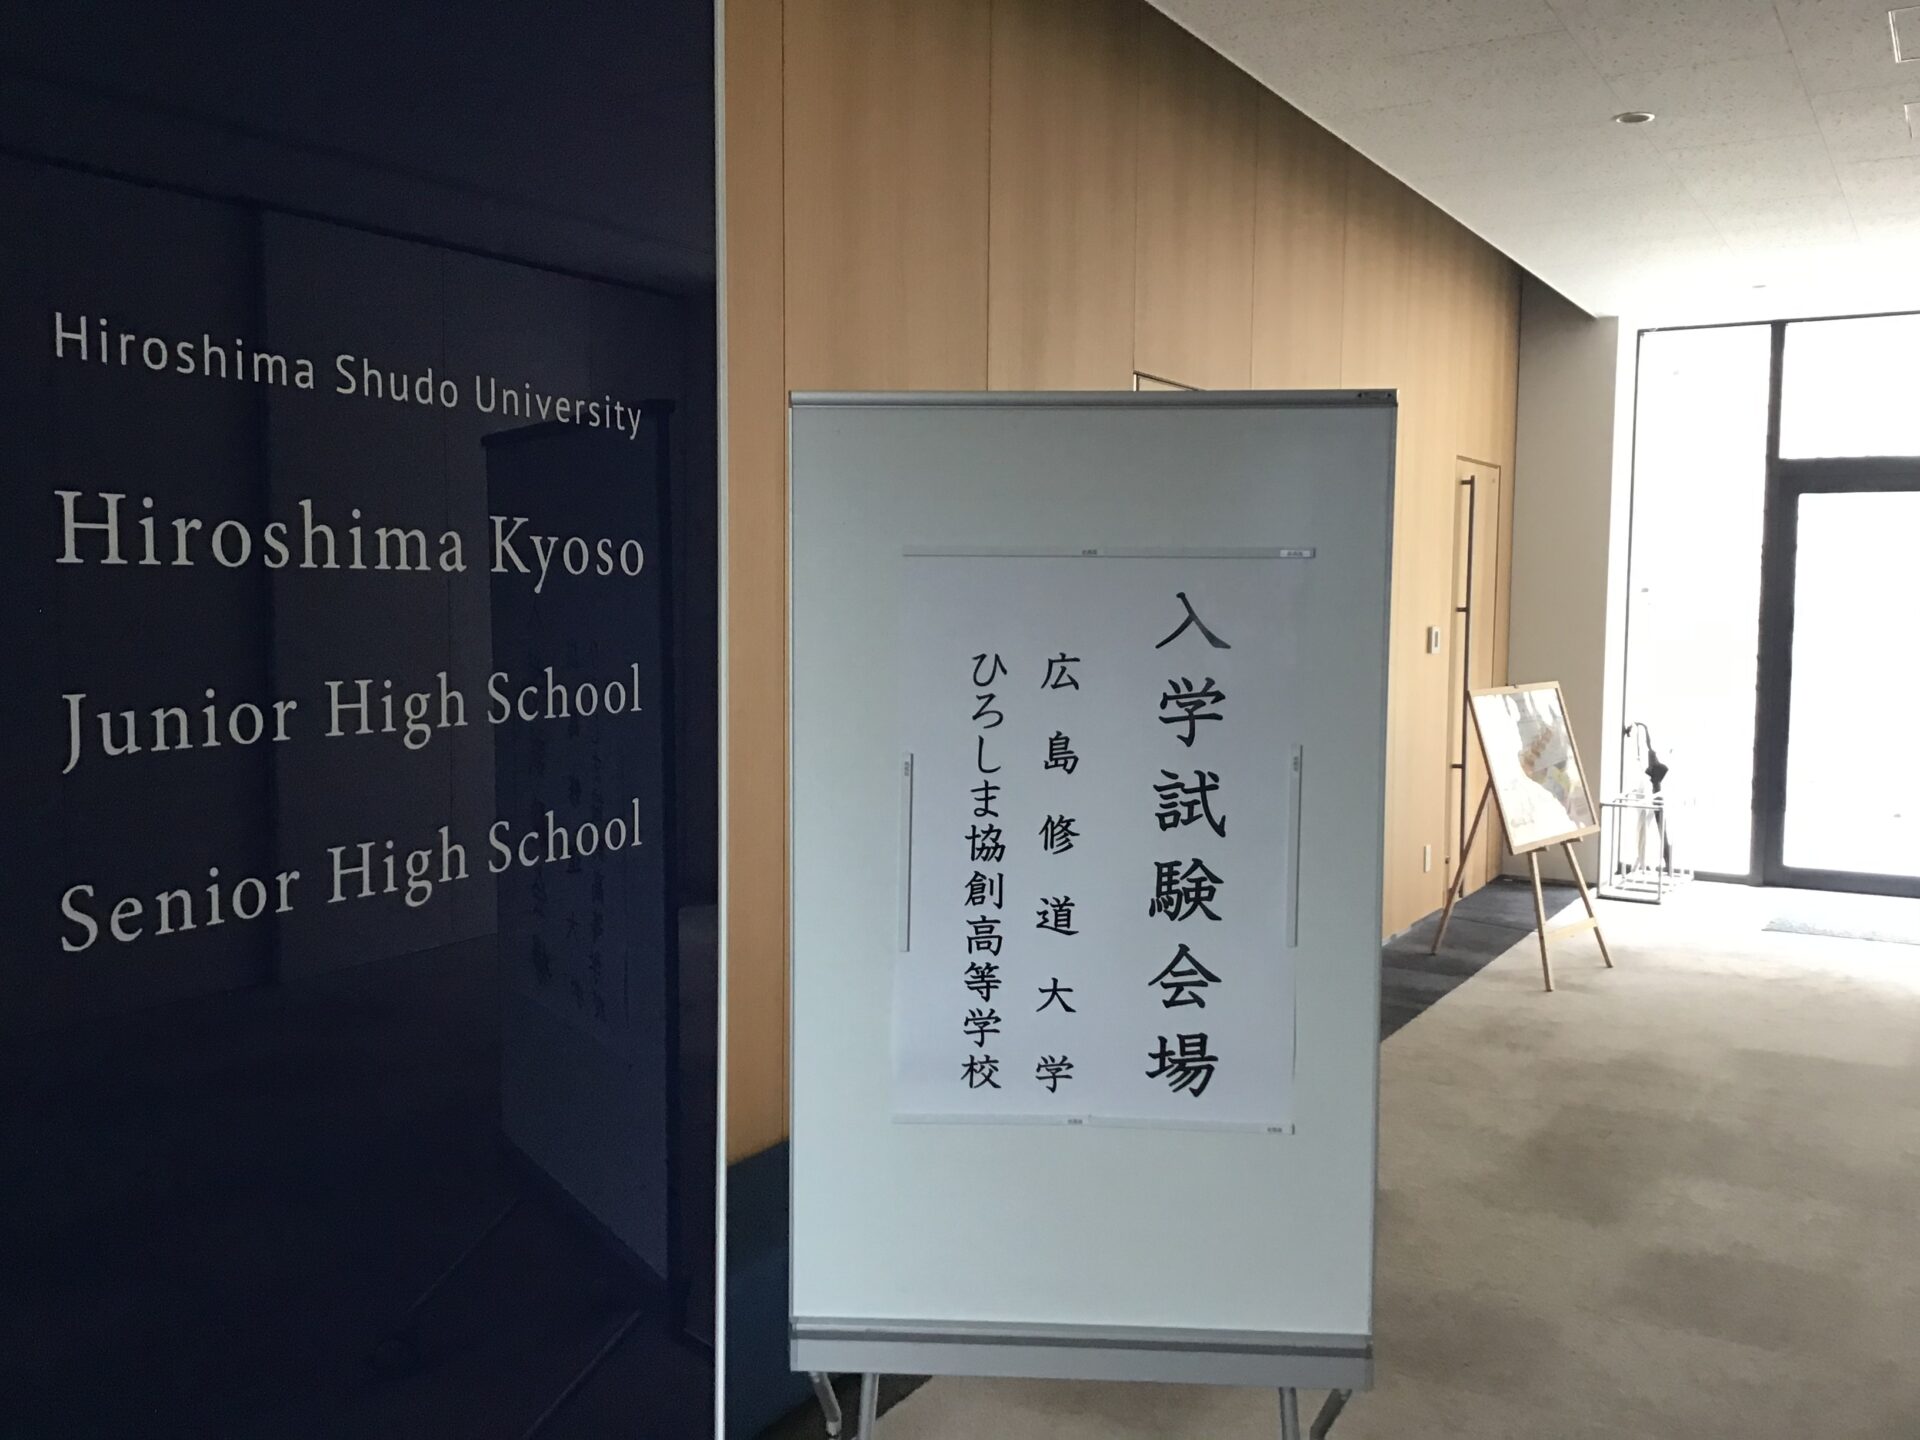 Hiroshima Shudo University
Hiroshima Kyoso
Junior High School
Senior High School
入学試験会場
広島修道大学
ひろしま協創高等学校